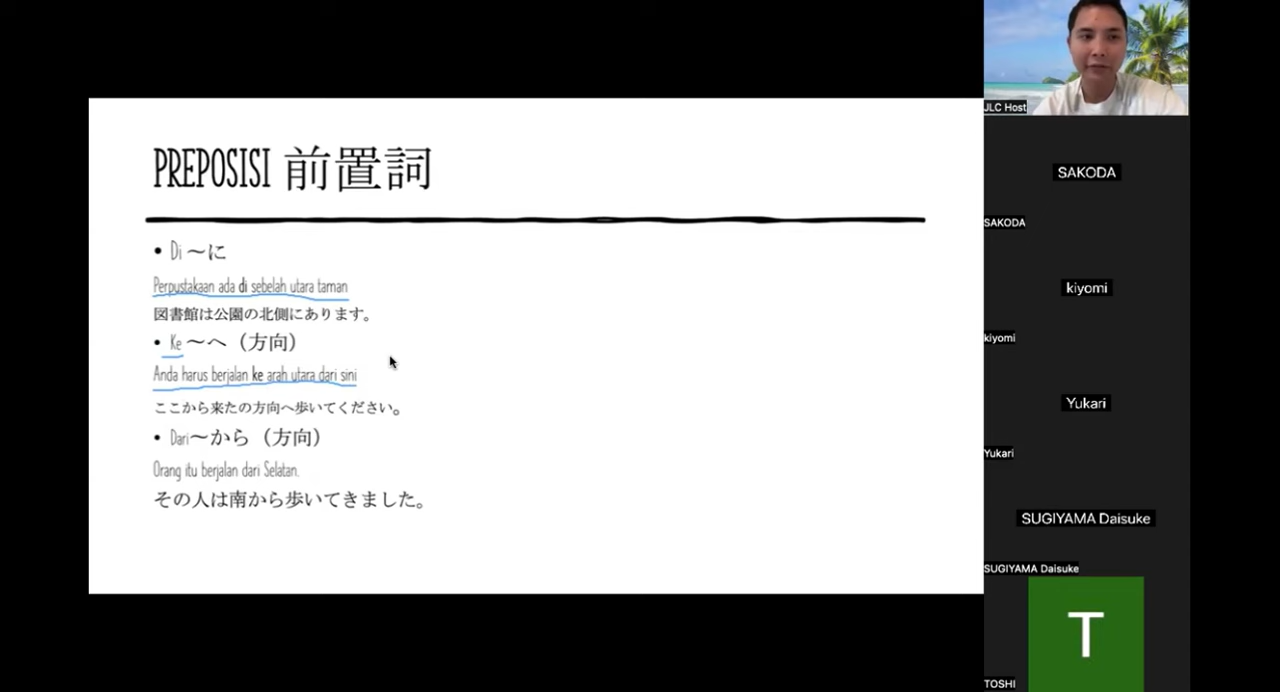 PREPOSISI 前置詞
• Di ～に
Perpustakaan ada di sebelah utara taman
図書館は公園の北側にあります。
• Ke ～へ（方向）
Anda harus berjalan ke arah utara dari sini
ここから来たの方向へ歩いてください。
• Dari～から（方向）
Orang itu berjalan dari Selatan.
その人は南から歩いてきました。
JLC Host
SAKODA
SAKODA
kiyomi
kiyomi
Yukari
Yukari
SUGIYAMA Daisuke
SUGIYAMA Daisuke
T
TOSHI